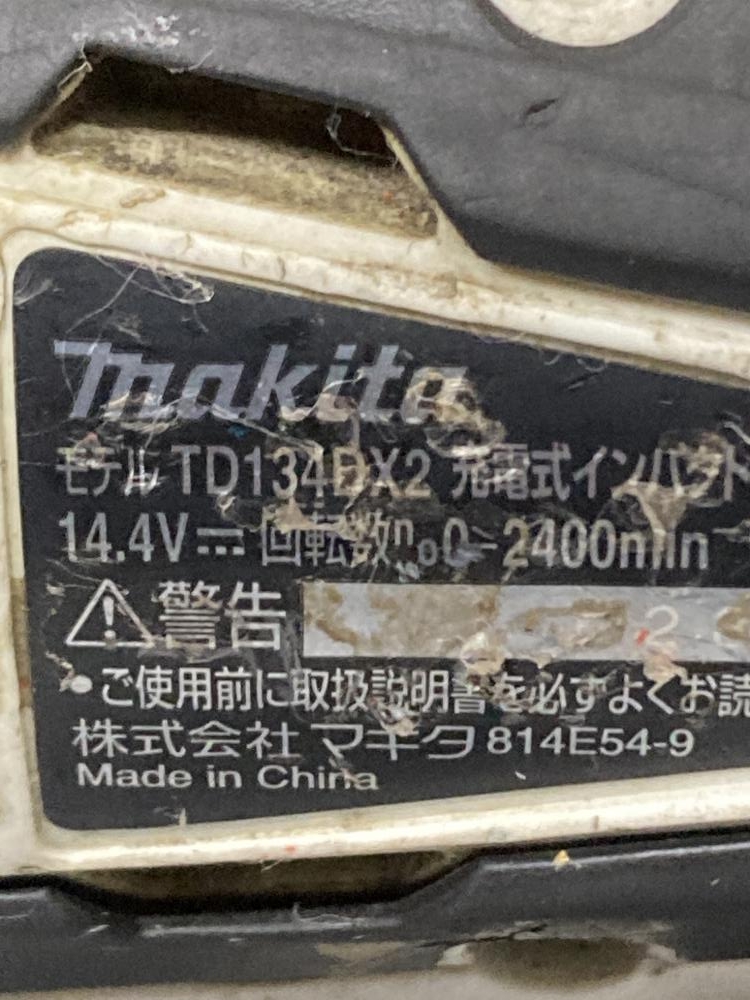 makita
モデル TD134DX2 充電式インパクト
14.4V⎓ 回転数n₀0-2400min⁻
⚠警告
•ご使用前に取扱説明書を必ずよくお読
株式会社 マキタ 814E54-9
Made in China